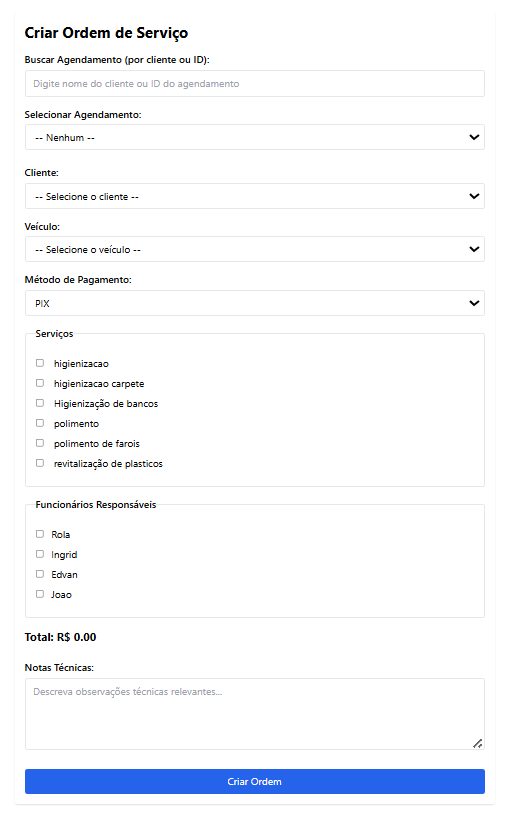 Criar Ordem de Serviço
Buscar Agendamento (por cliente ou ID):
Digite nome do cliente ou ID do agendamento
Selecionar Agendamento:
-- Nenhum --
Cliente:
-- Selecione o cliente --
Veículo:
-- Selecione o veículo --
Método de Pagamento:
PIX
Serviços
higienizacao
higienizacao carpete
Higienização de bancos
polimento
polimento de farois
revitalização de plasticos
Funcionários Responsáveis
Rola
Ingrid
Edvan
Joao
Total: R$ 0.00
Notas Técnicas:
Descreva observações técnicas relevantes...
Criar Ordem